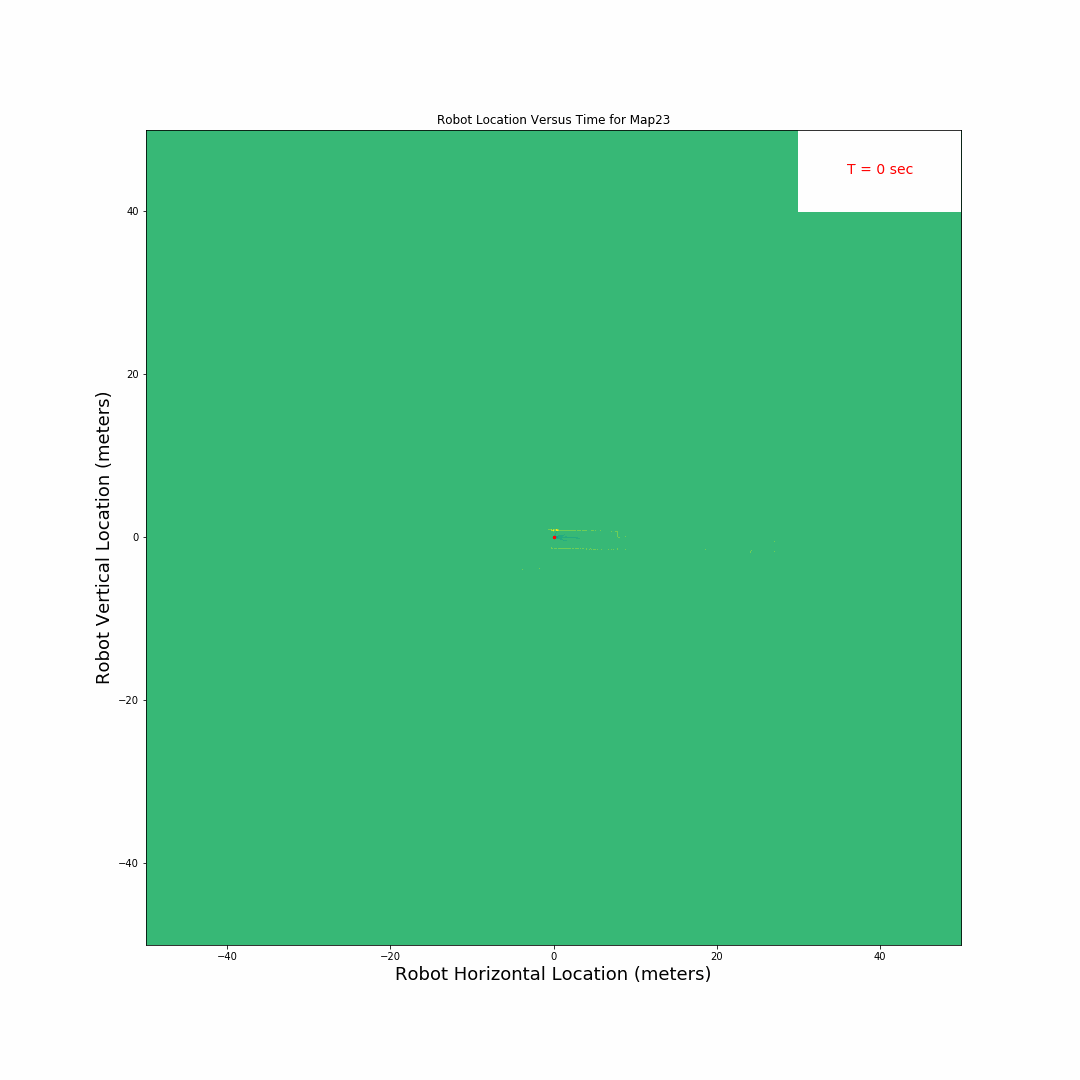 Robot Location Versus Time for Map23
T = 0 sec
40
20
0
−20
−40
Robot Vertical Location (meters)
−40 −20 0 20 40
Robot Horizontal Location (meters)